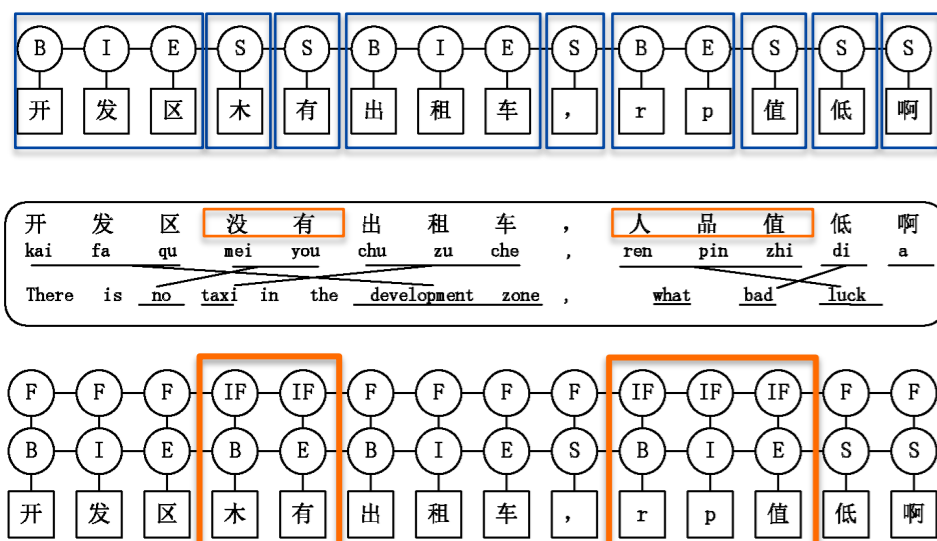 B I E S S B I E S B E S S S
开 发 区 木 有 出 租 车 , r p 值 低 啊
开 发 区 没 有 出 租 车 , 人 品 值 低 啊
kai fa qu mei you chu zu che , ren pin zhi di a
There is no taxi in the development zone , what bad luck
F F F IF IF F F F F IF IF IF F F
B I E B E B I E S B I E S S
开 发 区 木 有 出 租 车 , r p 值 低 啊